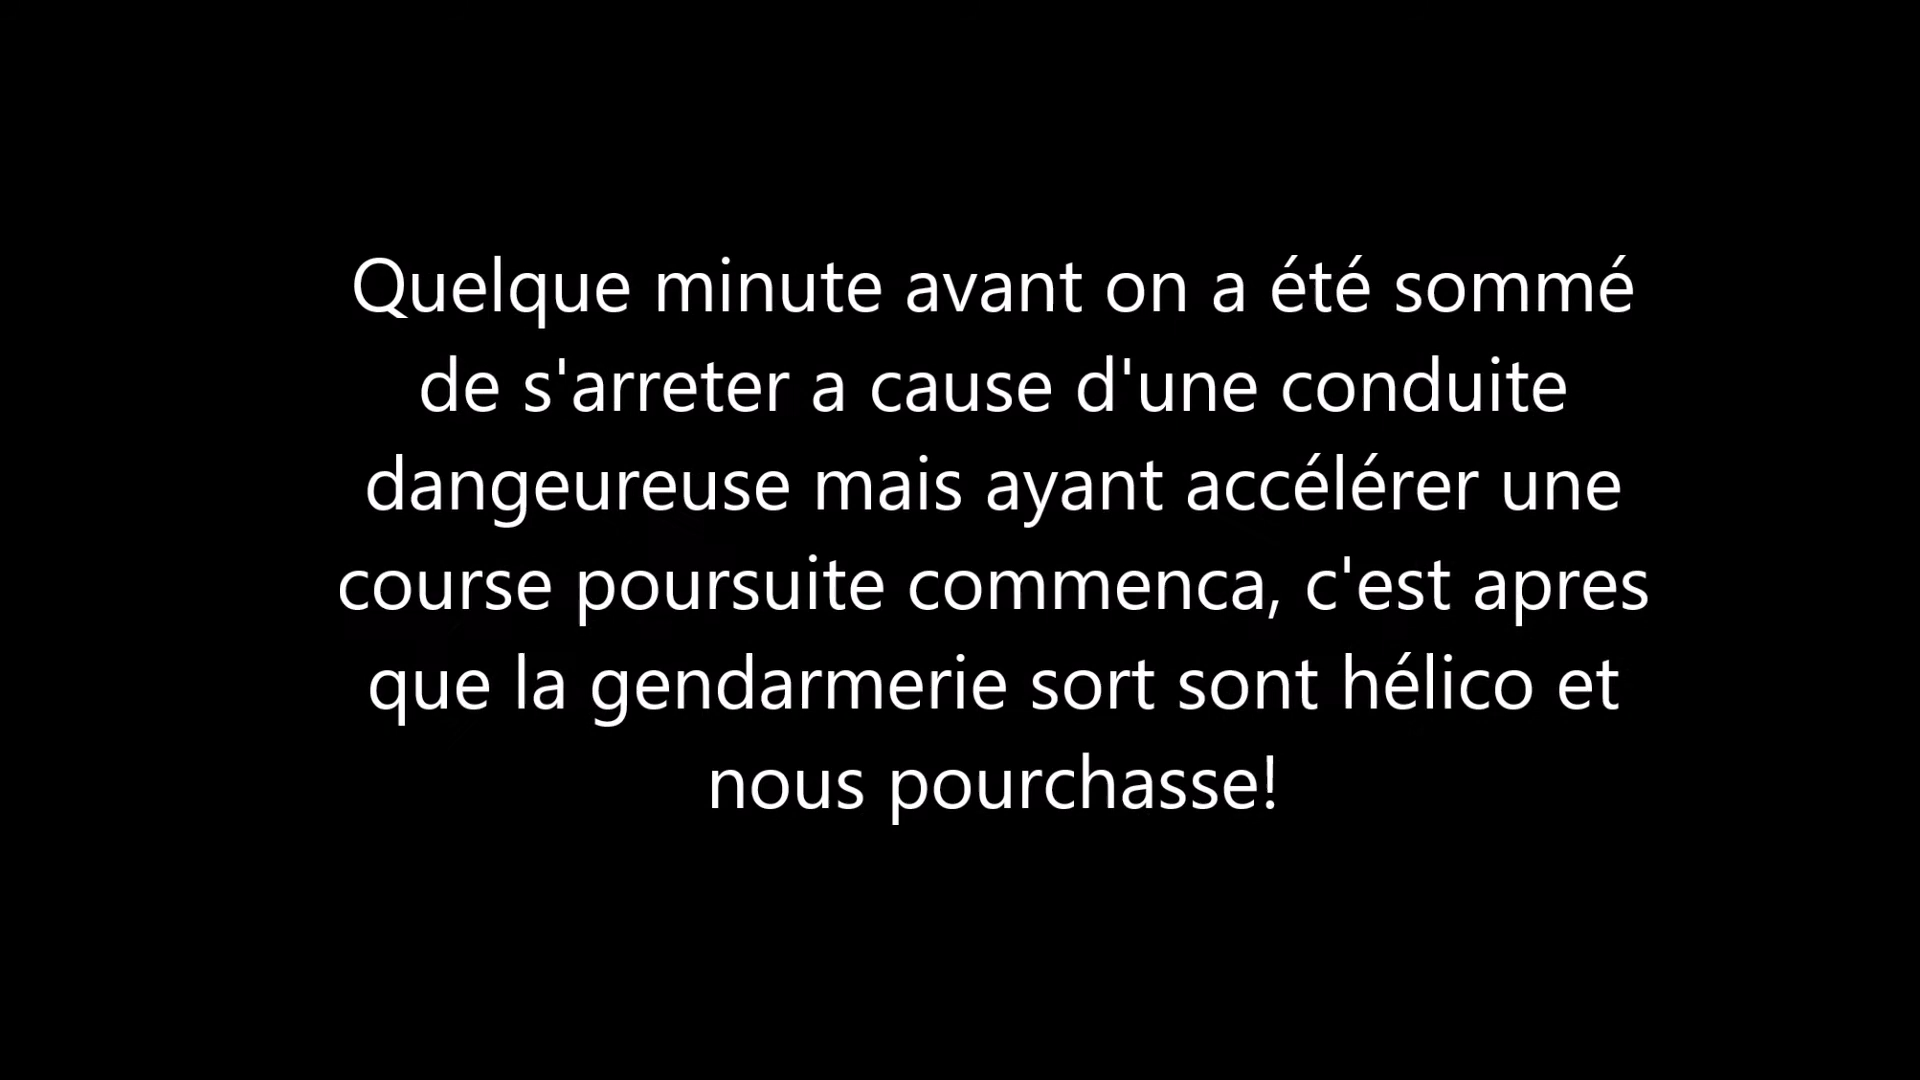 Quelque minute avant on a été sommé
de s'arreter a cause d'une conduite
dangeureuse mais ayant accélérer une
course poursuite commenca, c'est apres
que la gendarmerie sort sont hélico et
nous pourchasse!